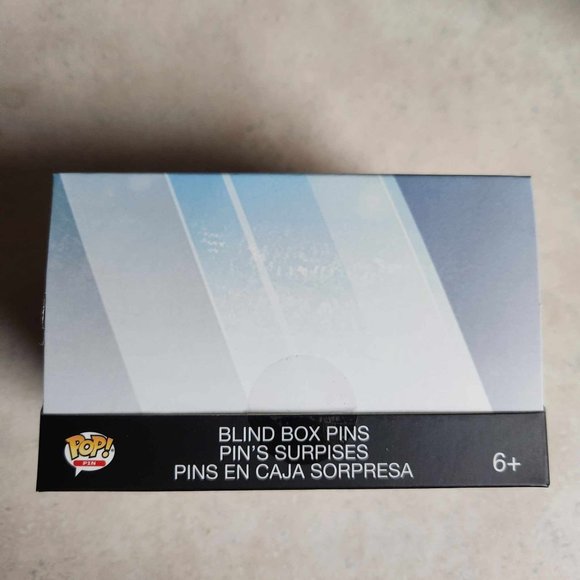 BLIND BOX PINS
PIN'S SURPISES
PINS EN CAJA SORPRESA
POP!
PIN
6+